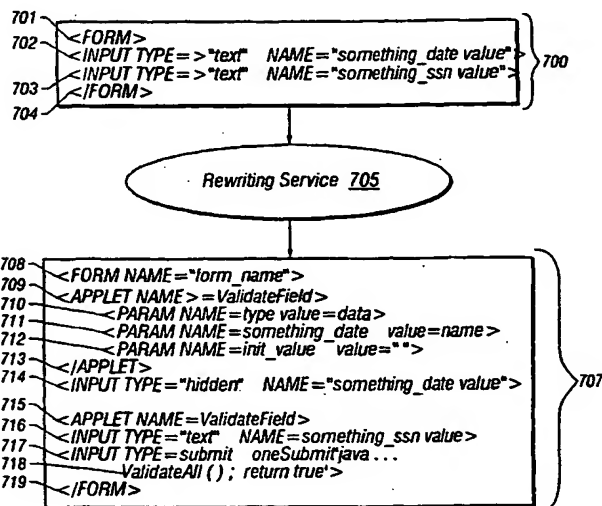 701 <FORM>
702 <INPUT TYPE=>"text" NAME="something_date value">
703 <INPUT TYPE=>"text" NAME="something_ssn value">
704 </FORM>
700
Rewriting Service 705
708 <FORM NAME="form_name">
709 <APPLET NAME>=ValidateField>
710 <PARAM NAME=type value=data>
711 <PARAM NAME=something_date value=name>
712 <PARAM NAME=init_value value="">
713 </APPLET>
714 <INPUT TYPE="hidden" NAME="something_date value">
707
715 <APPLET NAME=ValidateField>
716 <INPUT TYPE="text" NAME=something_ssn value>
717 <INPUT TYPE=submit oneSubmit'java...
718 ValidateAll (); return true'>
719 </FORM>